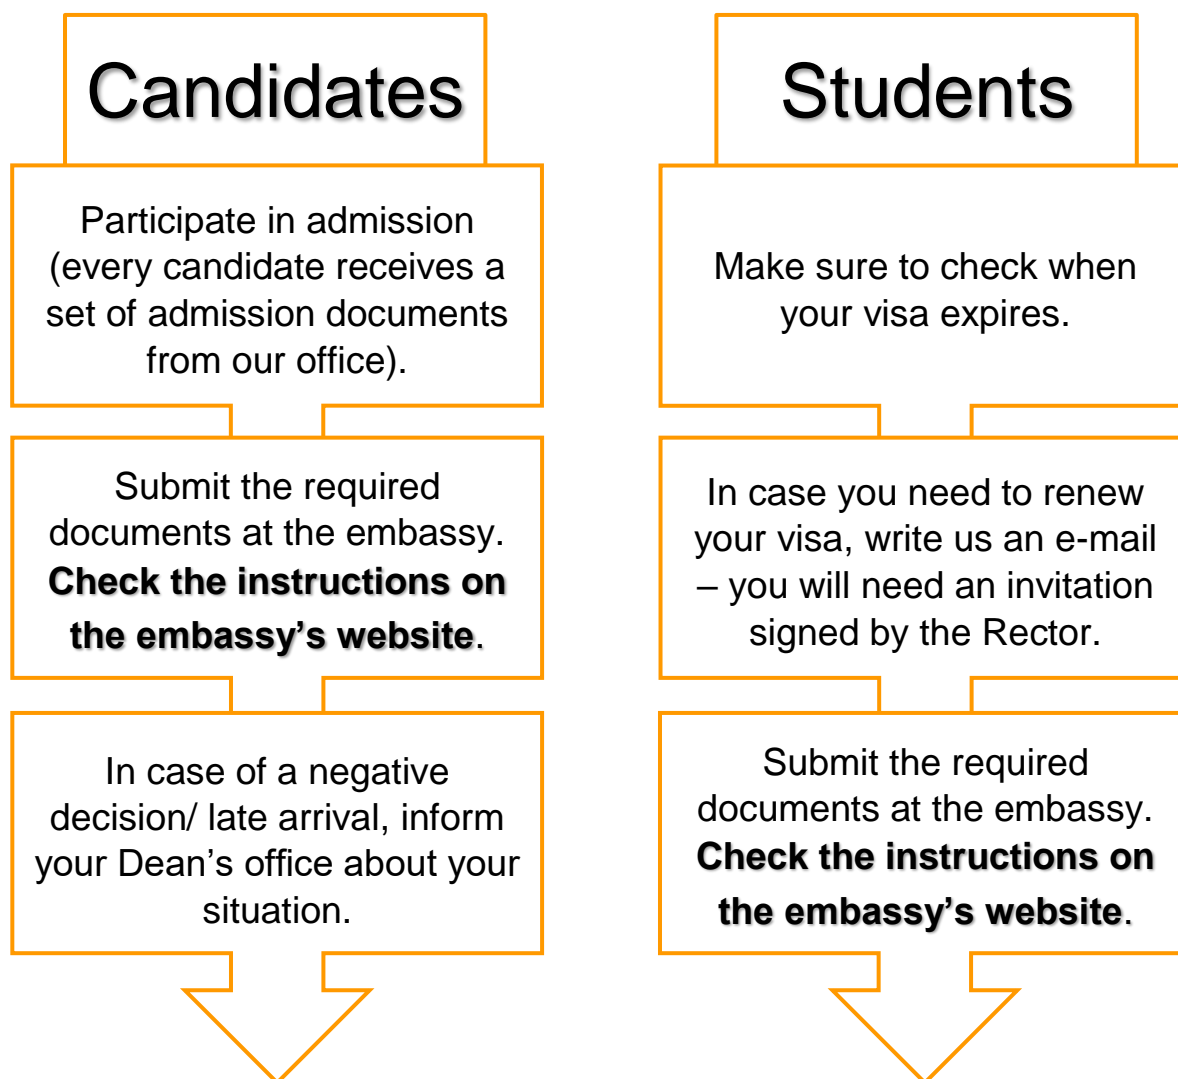 Candidates
Participate in admission
(every candidate receives a
set of admission documents
from our office).
Submit the required
documents at the embassy.
Check the instructions on
the embassy’s website.
In case of a negative
decision/ late arrival, inform
your Dean’s office about your
situation.
Students
Make sure to check when
your visa expires.
In case you need to renew
your visa, write us an e-mail
– you will need an invitation
signed by the Rector.
Submit the required
documents at the embassy.
Check the instructions on
the embassy’s website.